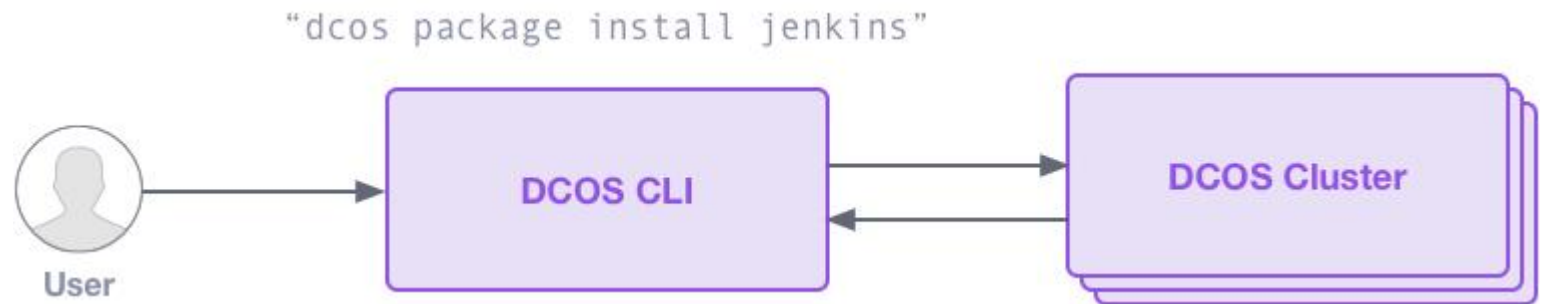 “dcos package install jenkins”
DCOS CLI
DCOS Cluster
User